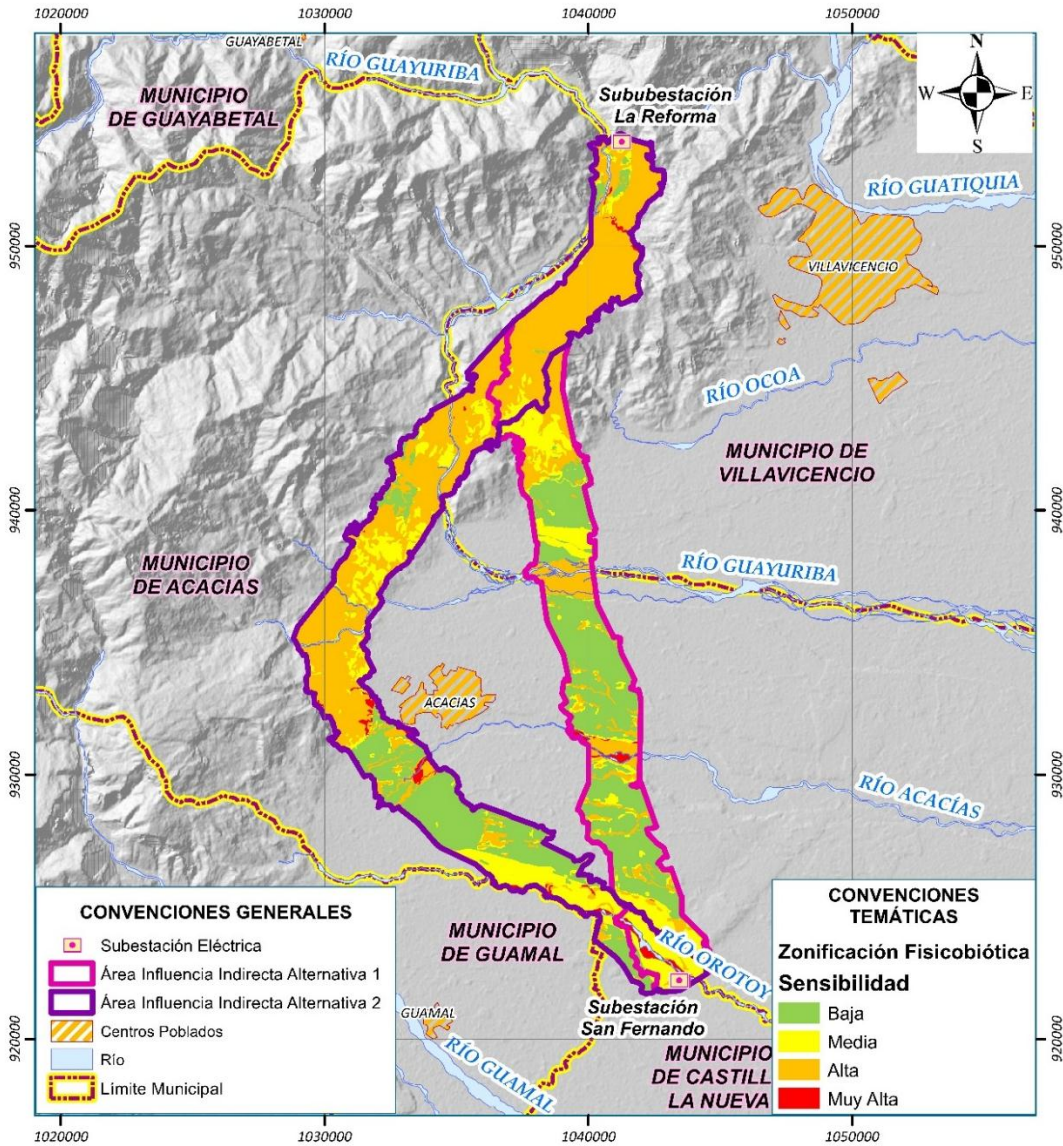 1020000
1030000
1040000
1050000
GUAYABETAL
RÍO GUAYURIBA
N
W
E
S
MUNICIPIO
DE GUAYABETAL
Sububestación
La Reforma
RÍO GUATIQUIA
950000
950000
VILLAVICENCIO
RÍO OCOA
MUNICIPIO DE
VILLAVICENCIO
940000
940000
MUNICIPIO
DE ACACIAS
RÍO GUAYURIBA
ACACIAS
930000
930000
RÍO ACACÍAS
CONVENCIONES GENERALES
Subestación Eléctrica
Área Influencia Indirecta Alternativa 1
Área Influencia Indirecta Alternativa 2
Centros Poblados
Río
Límite Municipal
MUNICIPIO
DE GUAMAL
RÍO OROTOY
Subestación
San Fernando
GUAMAL
RÍO GUAMAL
MUNICIPIO
DE CASTILL
LA NUEVA
CONVENCIONES
TEMÁTICAS
Zonificación Fisicobiótica
Sensibilidad
Baja
Media
Alta
Muy Alta
920000
920000
1020000
1030000
1040000
1050000